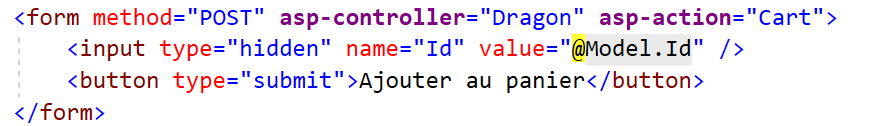 <form method="POST" asp-controller="Dragon" asp-action="Cart">
<input type="hidden" name="Id" value="@Model.Id" />
<button type="submit">Ajouter au panier</button>
</form>